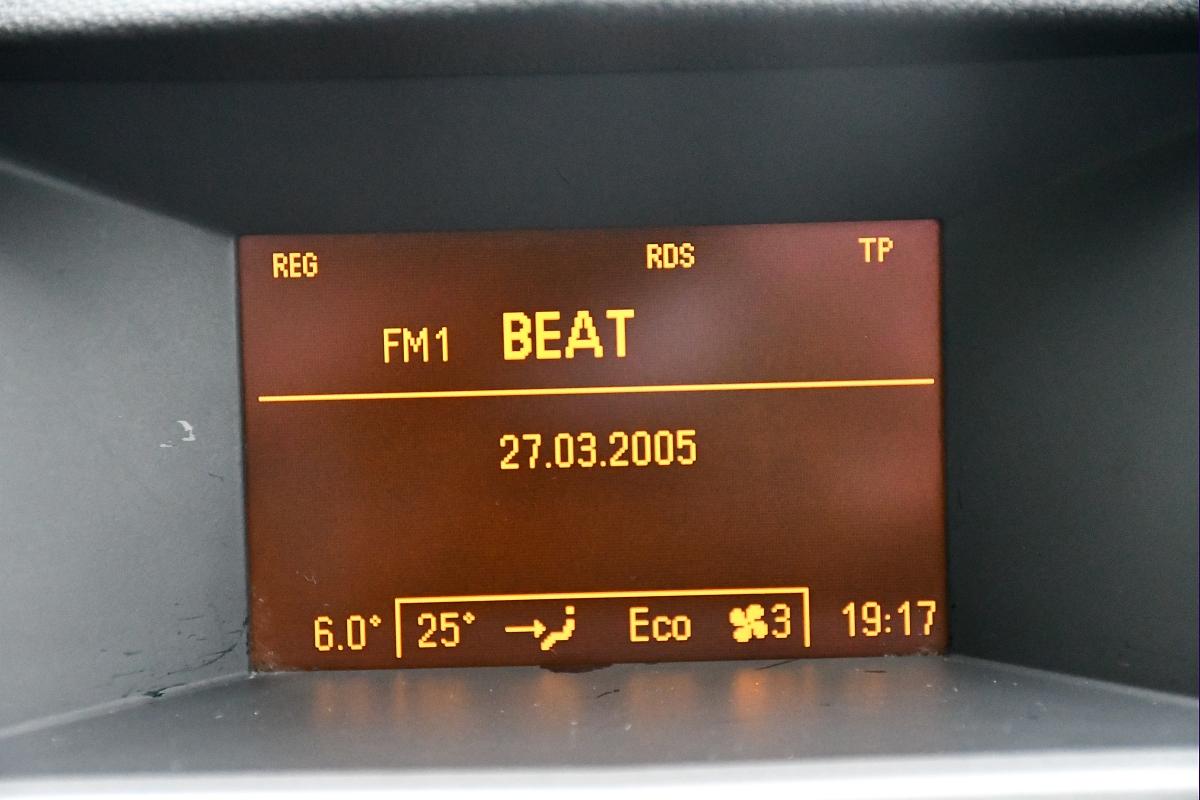 REG RDS TP
FM1 BEAT
27.03.2005
6.0° 25° Eco 3 19:17